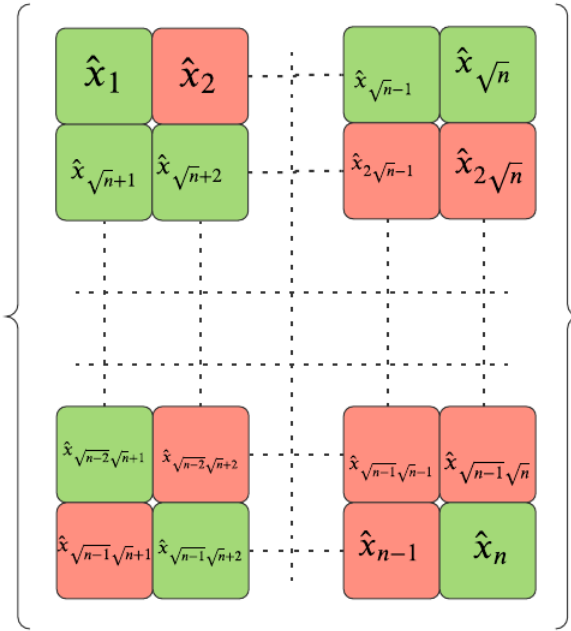 x̂₁ x̂₂ x̂_{√n−1} x̂_{√n}
x̂_{√n+1} x̂_{√n+2} x̂_{2√n−1} x̂_{2√n}
x̂_{√n−2√n+1} x̂_{√n−2√n+2} x̂_{√n−1√n−1} x̂_{√n−1√n}
x̂_{√n−1√n+1} x̂_{√n−1√n+2} x̂_{n−1} x̂_n